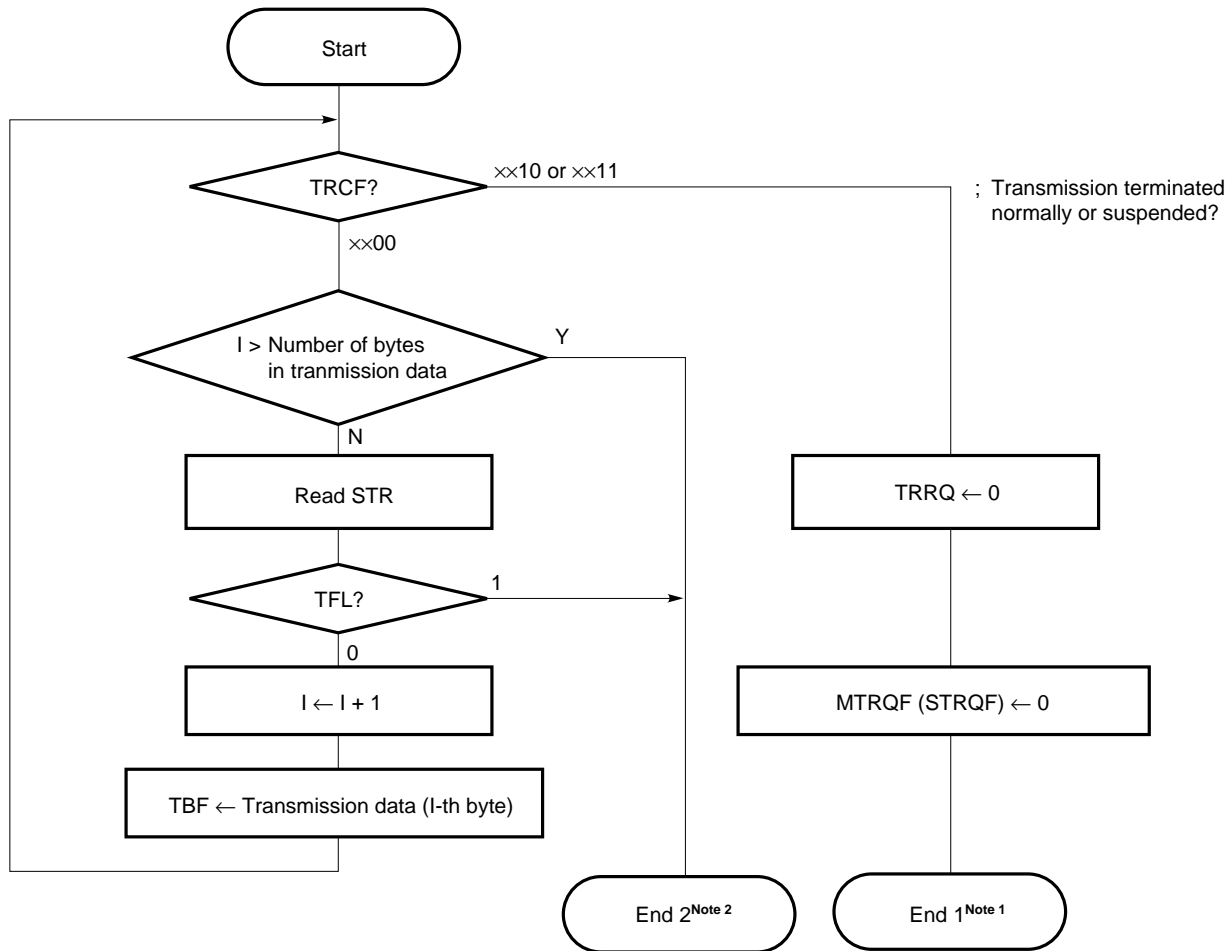 Start
TRCF?
××10 or ××11
; Transmission terminated
normally or suspended?
××00
I > Number of bytes
in tranmission data
Y
N
Read STR
TRRQ ← 0
TFL?
1
0
I ← I + 1
MTRQF (STRQF) ← 0
TBF ← Transmission data (I-th byte)
End 2Note 2
End 1Note 1